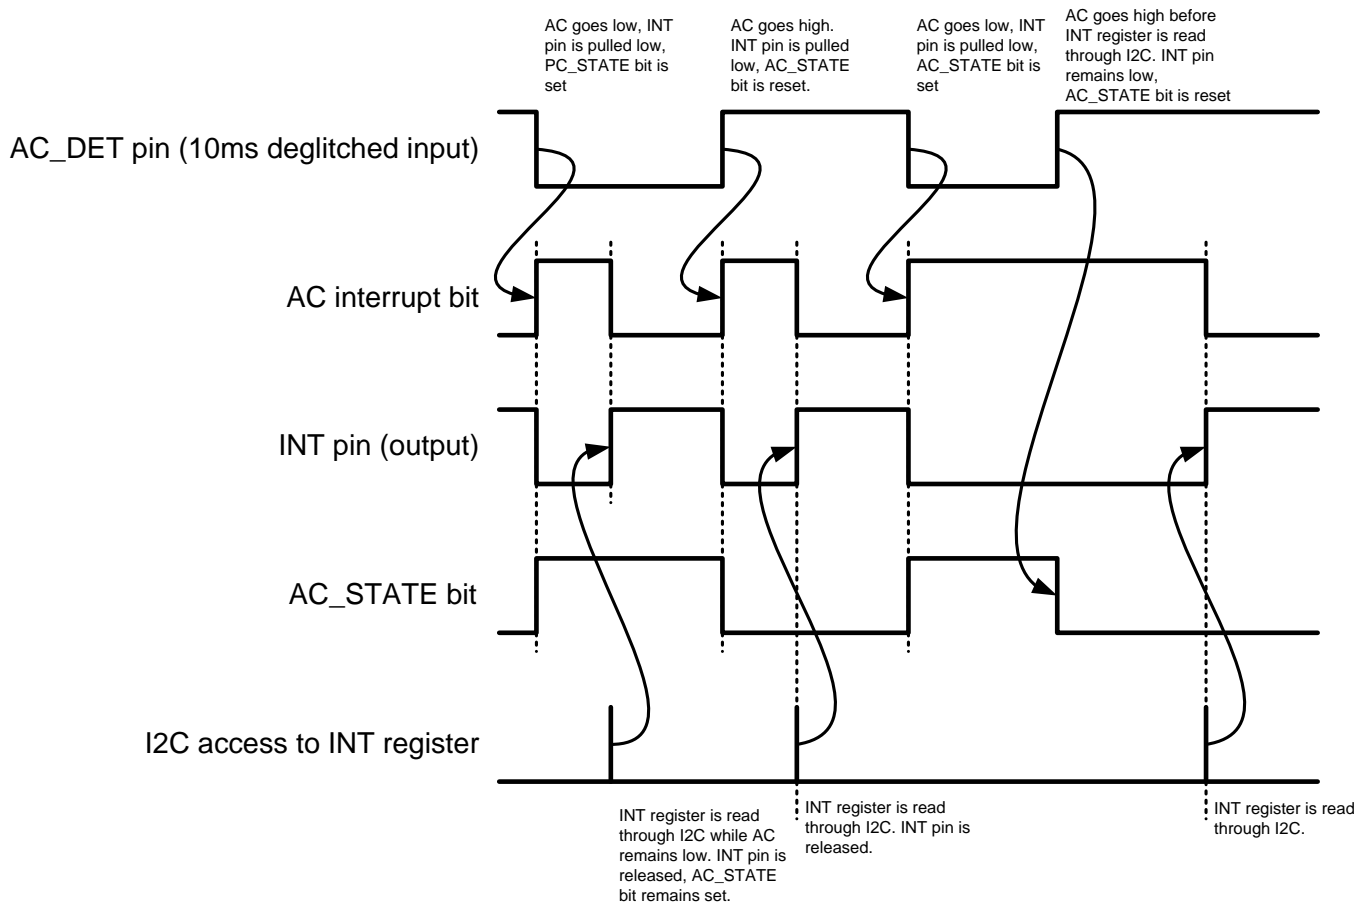 AC goes low, INT
pin is pulled low,
PC_STATE bit is
set
AC goes high.
INT pin is pulled
low, AC_STATE
bit is reset.
AC goes low, INT
pin is pulled low,
AC_STATE bit is
set
AC goes high before
INT register is read
through I2C. INT pin
remains low,
AC_STATE bit is reset
AC_DET pin (10ms deglitched input)
AC interrupt bit
INT pin (output)
AC_STATE bit
I2C access to INT register
INT register is read
through I2C while AC
remains low. INT pin is
released, AC_STATE
bit remains set.
INT register is read
through I2C. INT pin is
released.
INT register is read
through I2C.